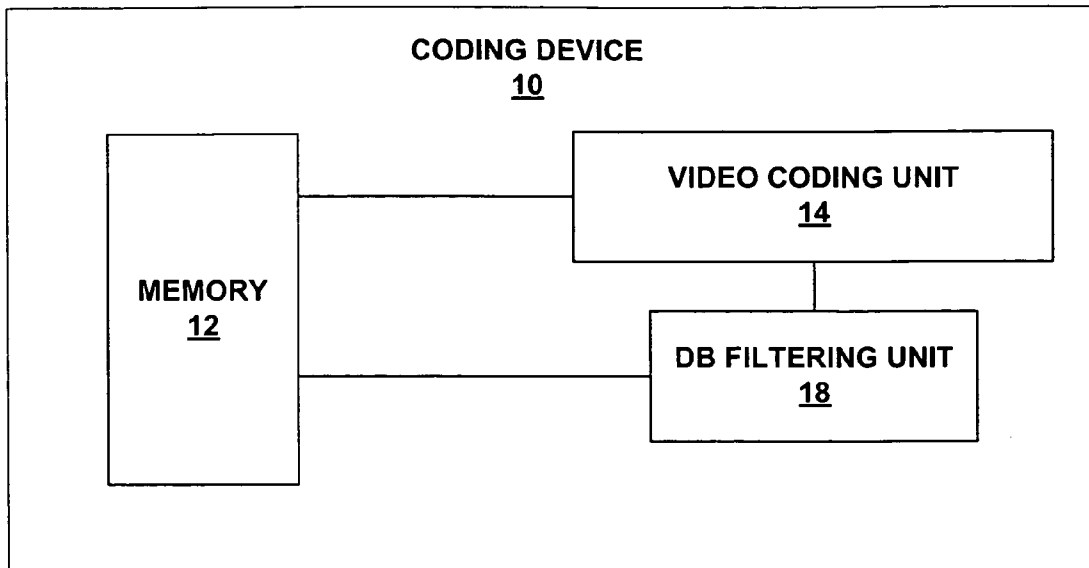 CODING DEVICE
10
VIDEO CODING UNIT
14
MEMORY
12
DB FILTERING UNIT
18